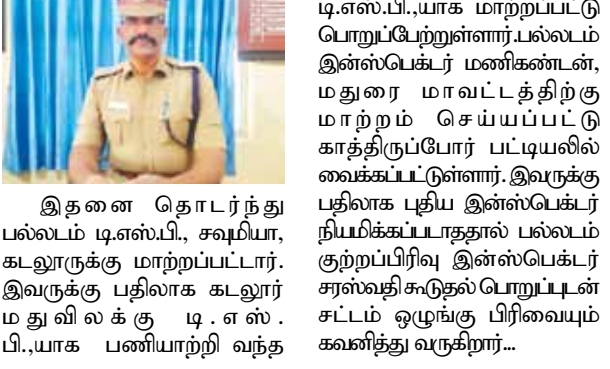 இதனை தொடர்ந்து
பல்லடம் டி.எஸ்.பி., சவுமியா,
கடலூருக்கு மாற்றப்பட்டார்.
இவருக்கு பதிலாக கடலூர்
மதுவிலக்கு டி.எஸ்.
பி.,யாக பணியாற்றி வந்த
டி.எஸ்.பி.,யாக மாற்றப்பட்டு
பொறுப்பேற்றுள்ளார்.பல்லடம்
இன்ஸ்பெக்டர் மணிகண்டன்,
மதுரை மாவட்டத்திற்கு
மாற்றம் செய்யப்பட்டு
காத்திருப்போர் பட்டியலில்
வைக்கப்பட்டுள்ளார். இவருக்கு
பதிலாக புதிய இன்ஸ்பெக்டர்
நியமிக்கப்படாததால் பல்லடம்
குற்றப்பிரிவு இன்ஸ்பெக்டர்
சரஸ்வதி கூடுதல் பொறுப்புடன்
சட்டம் ஒழுங்கு பிரிவையும்
கவனித்து வருகிறார்...